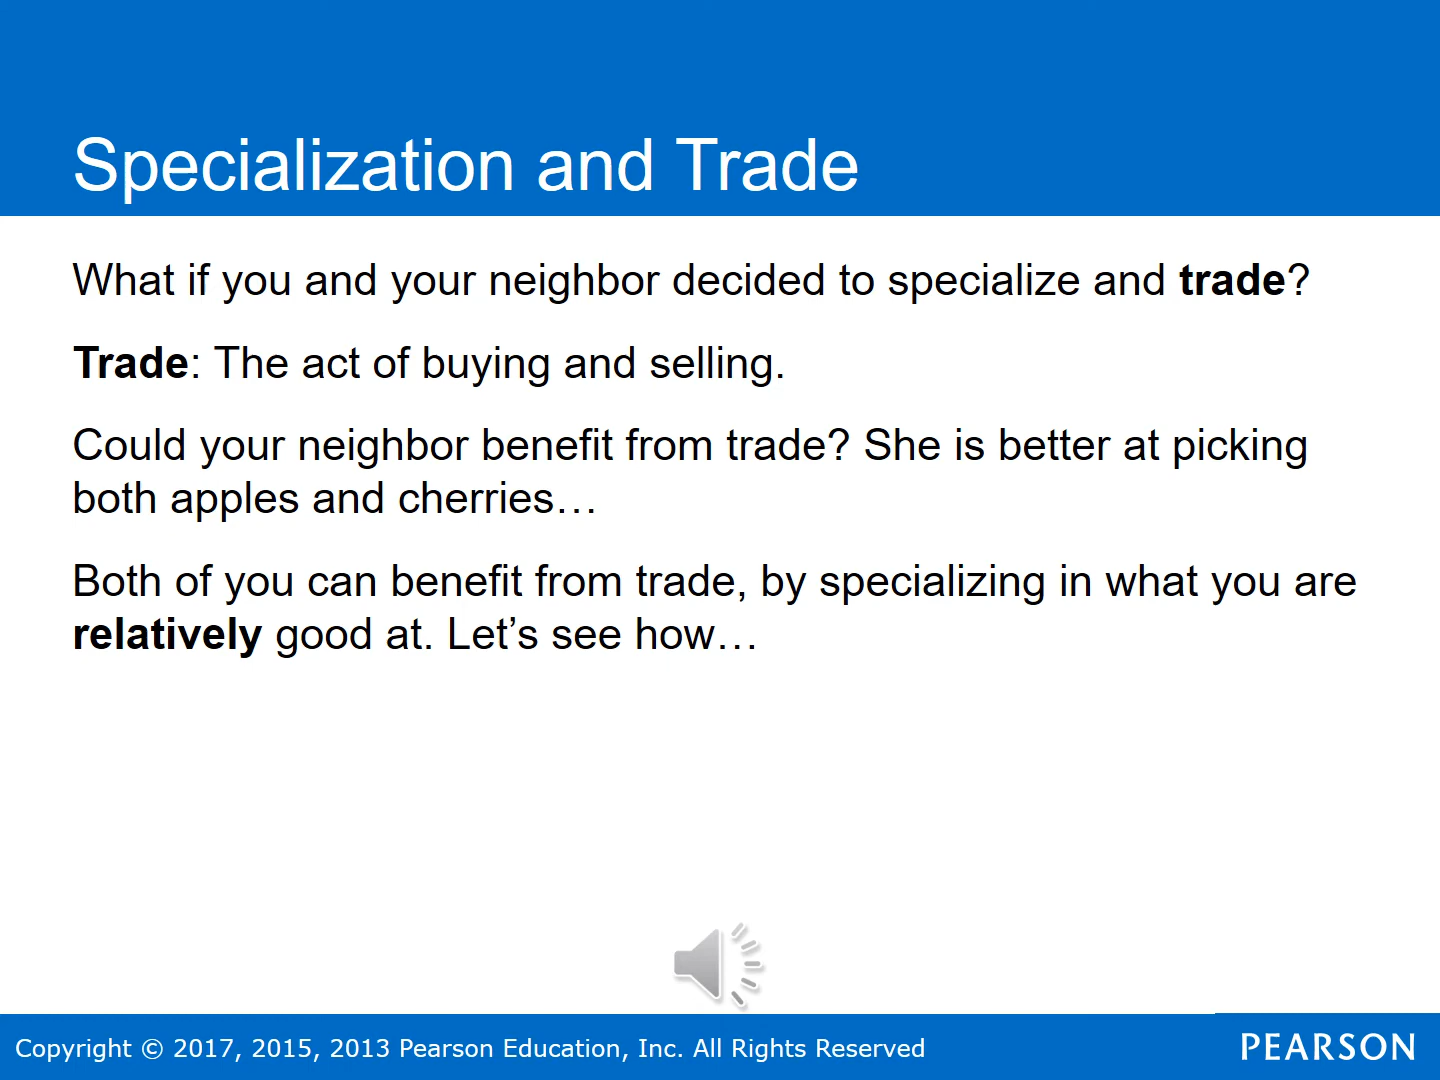 Specialization and Trade
What if you and your neighbor decided to specialize and trade?
Trade: The act of buying and selling.
Could your neighbor benefit from trade? She is better at picking
both apples and cherries…
Both of you can benefit from trade, by specializing in what you are
relatively good at. Let’s see how…
Copyright © 2017, 2015, 2013 Pearson Education, Inc. All Rights Reserved
PEARSON